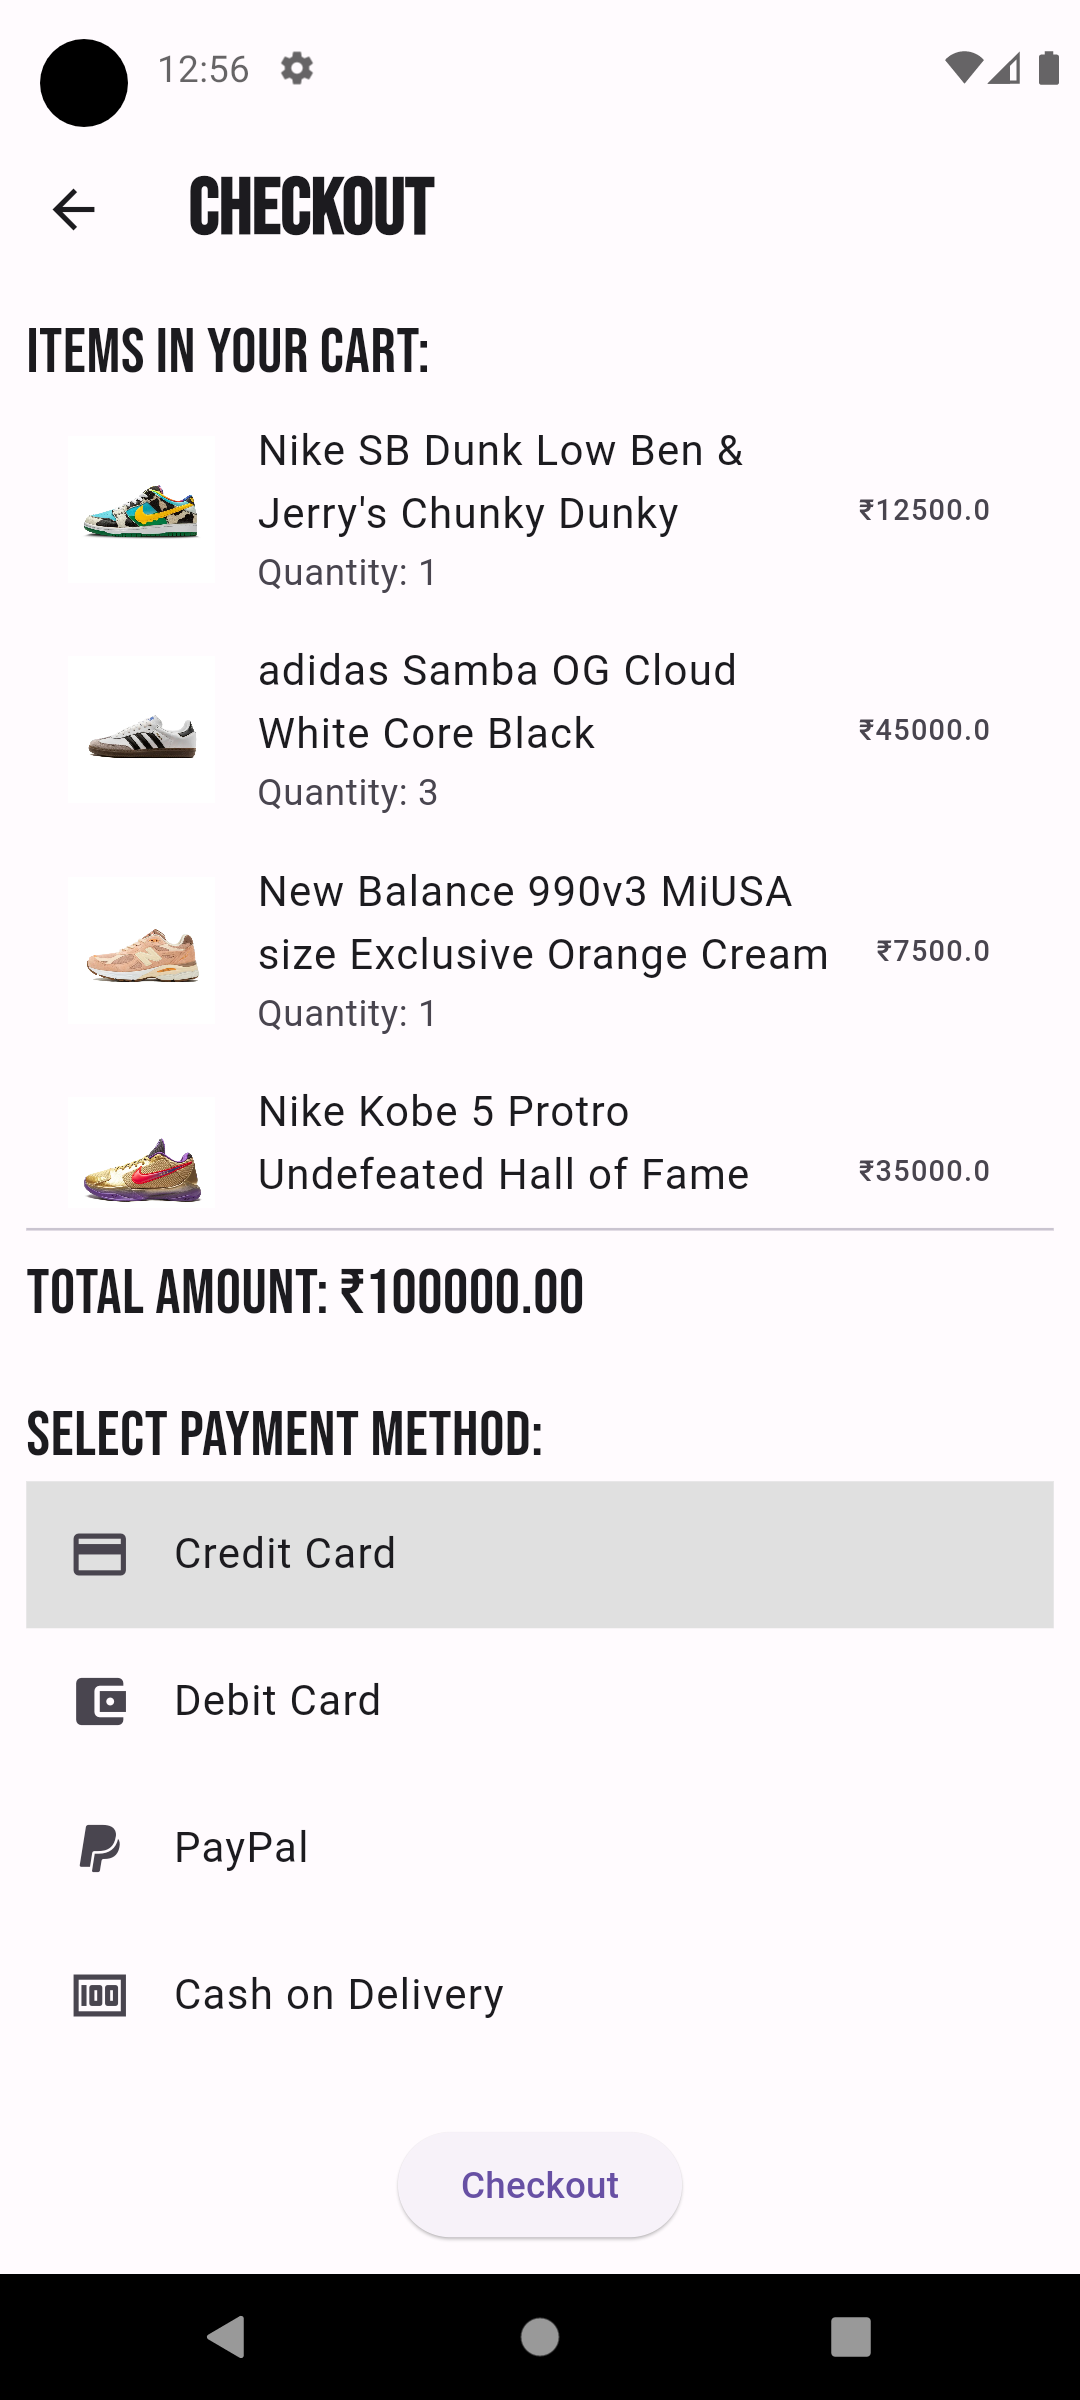 12:56
CHECKOUT
ITEMS IN YOUR CART:
Nike SB Dunk Low Ben &
Jerry's Chunky Dunky
₹12500.0
Quantity: 1
adidas Samba OG Cloud
White Core Black
₹45000.0
Quantity: 3
New Balance 990v3 MiUSA
size Exclusive Orange Cream
₹7500.0
Quantity: 1
Nike Kobe 5 Protro
Undefeated Hall of Fame
₹35000.0
TOTAL AMOUNT: ₹100000.00
SELECT PAYMENT METHOD:
Credit Card
Debit Card
PayPal
100
Cash on Delivery
Checkout